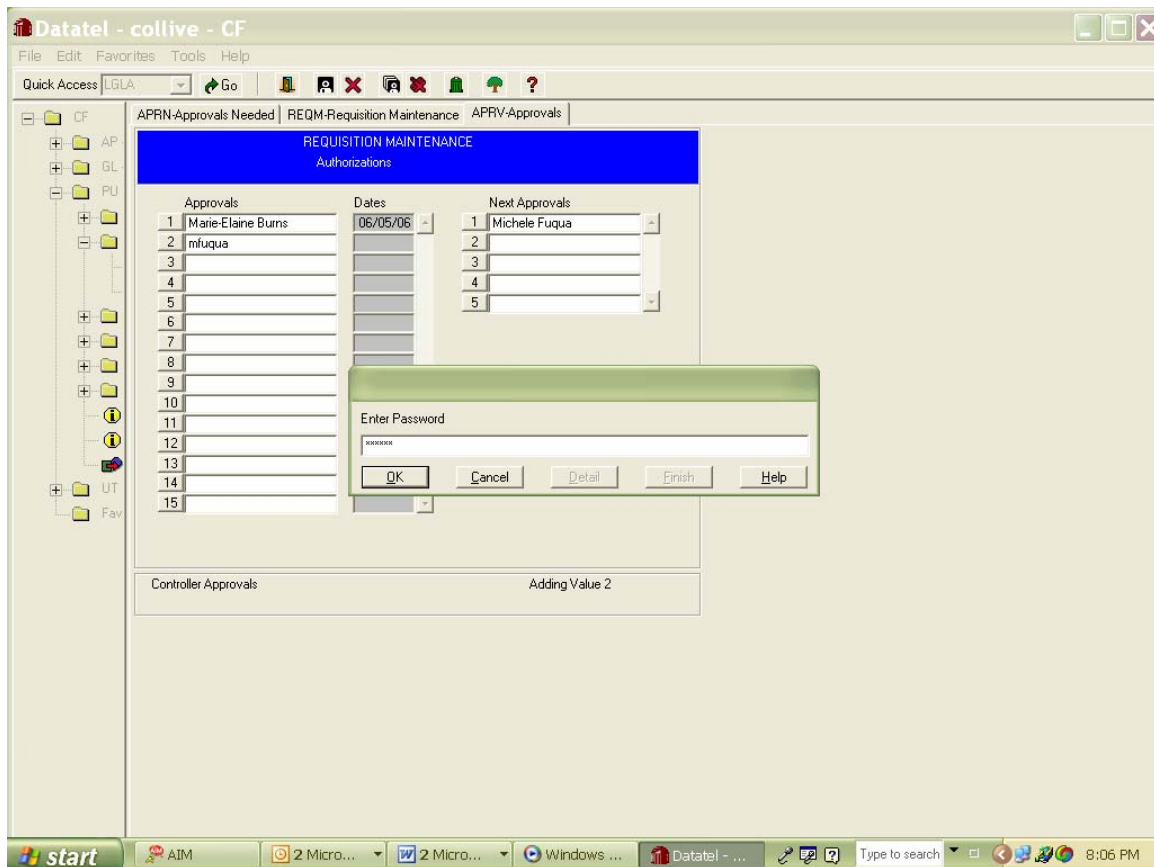 Datatel - collive - CF
File Edit Favorites Tools Help
Quick Access LGLA Go ?
CF
AP
GL
PU
UT
Fav
APRN-Approvals Needed REQM-Requisition Maintenance APRV-Approvals
REQUISITION MAINTENANCE
Authorizations
Approvals Dates Next Approvals
1 Marie-Elaine Burns 06/05/06 1 Michele Fuqua
2 mfuqua 2
3 3
4 4
5 5
6
7
8
9
10
11
12
13
14
15
Enter Password
××××××
OK Cancel Detail Finish Help
Controller Approvals Adding Value 2
start AIM 2 Micro... 2 Micro... Windows ... Datatel - ... Type to search 8:06 PM